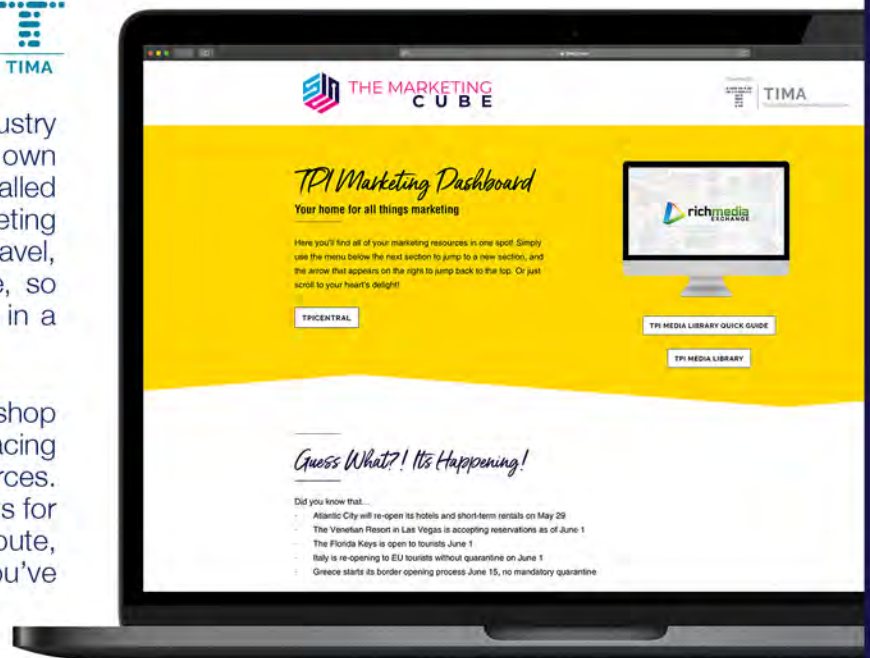 TIMA
ustry
own
alled
eting
avel,
e, so
in a
shop
acing
rces.
s for
oute,
ou've
THE MARKETING
CUBE
TIMA
TPI Marketing Dashboard
Your home for all things marketing
Here you'll find all of your marketing resources in one spot! Simply
use the menu below the next section to jump to a new section, and
the arrow that appears on the right to jump back to the top. Or just
scroll to your heart's delight!
TPICENTRAL
richmedia
EXCHANGE
TPI MEDIA LIBRARY QUICK GUIDE
TPI MEDIA LIBRARY
Guess What?! Its Happening!
Did you know that...
· Atlantic City will re-open its hotels and short-term rentals on May 29
· The Venetian Resort in Las Vegas is accepting reservations as of June 1
· The Florida Keys is open to tourists June 1
· Italy is re-opening to EU tourists without quarantine on June 1
· Greece starts its border opening process June 15, no mandatory quarantine